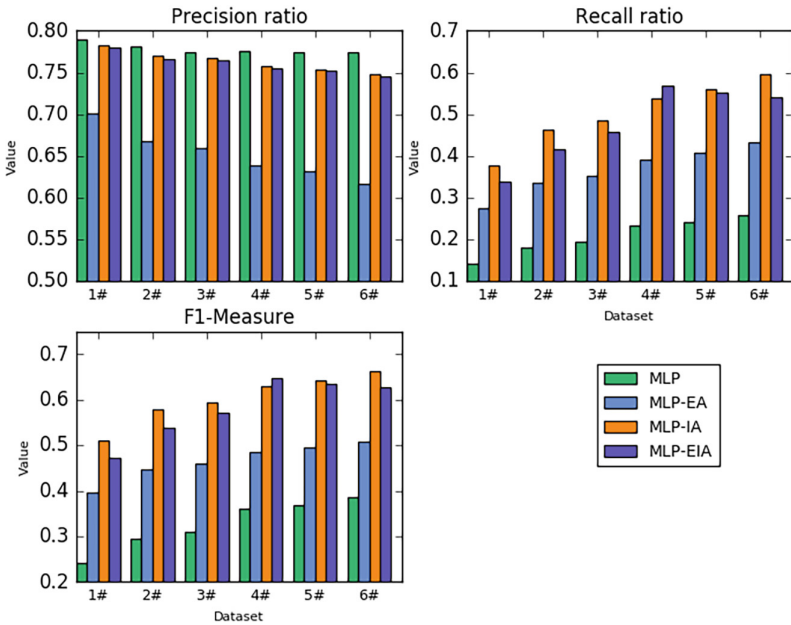 Precision ratio
0.80
0.75
0.70
0.65
0.60
0.55
0.50
Value
1# 2# 3# 4# 5# 6#
Recall ratio
0.7
0.6
0.5
0.4
0.3
0.2
0.1
Value
1# 2# 3# 4# 5# 6#
Dataset
F1-Measure
0.7
0.6
0.5
0.4
0.3
0.2
Value
1# 2# 3# 4# 5# 6#
Dataset
MLP
MLP-EA
MLP-IA
MLP-EIA